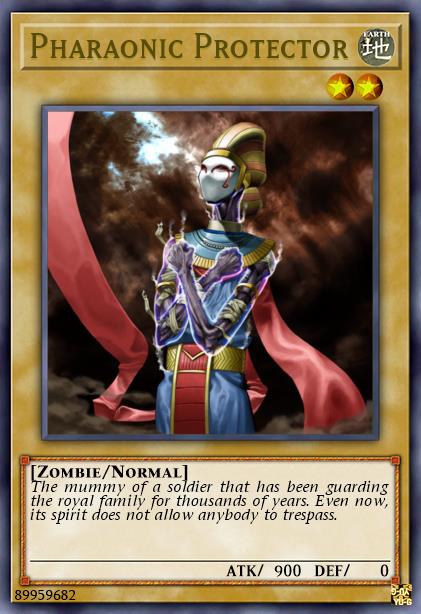 Pharaonic Protector
EARTH
地
[Zombie/Normal]
The mummy of a soldier that has been guarding
the royal family for thousands of years. Even now,
its spirit does not allow anybody to trespass.
ATK/ 900 DEF/ 0
89959682